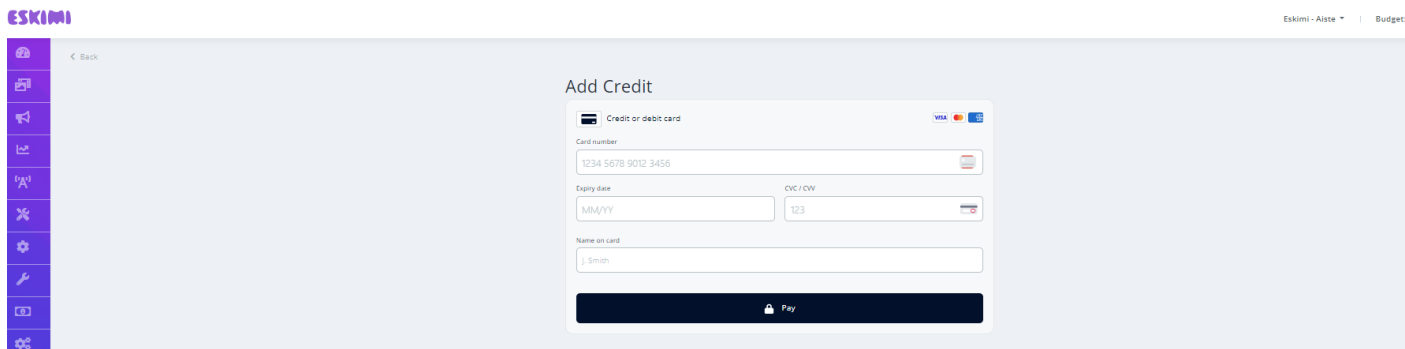 ESKIMI
Eskimi - Aiste
Budget:
Back
Add Credit
Credit or debit card
VISA
Card number
1234 5678 9012 3456
Expiry date
CVC / CVV
MM/YY
123
Name on card
J. Smith
Pay